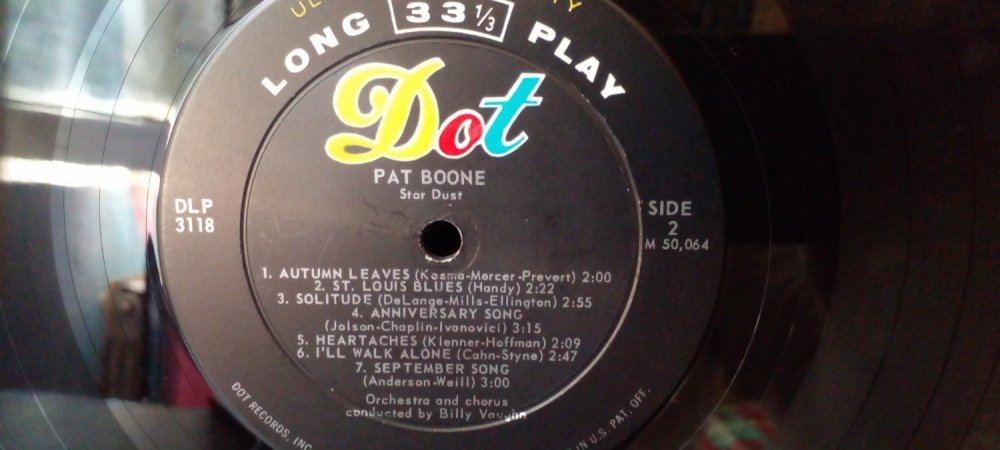 33 1/3
LONG PLAY
Dot
PAT BOONE
Star Dust
DLP
3118
SIDE
2
M 50,064
1. AUTUMN LEAVES (Kosma-Mercer-Prevert) 2:00
2. ST. LOUIS BLUES (Handy) 2:22
3. SOLITUDE (DeLange-Mills-Ellington) 2:55
4. ANNIVERSARY SONG
(Jolson-Chaplin-Ivanovici) 3:15
5. HEARTACHES (Klenner-Hoffman) 2:09
6. I'LL WALK ALONE (Cahn-Styne) 2:47
7. SEPTEMBER SONG
(Anderson-Weill) 3:00
Orchestra and chorus
conducted by Billy Vaughn
DOT RECORDS, INC
IN U.S. PAT. OFF.